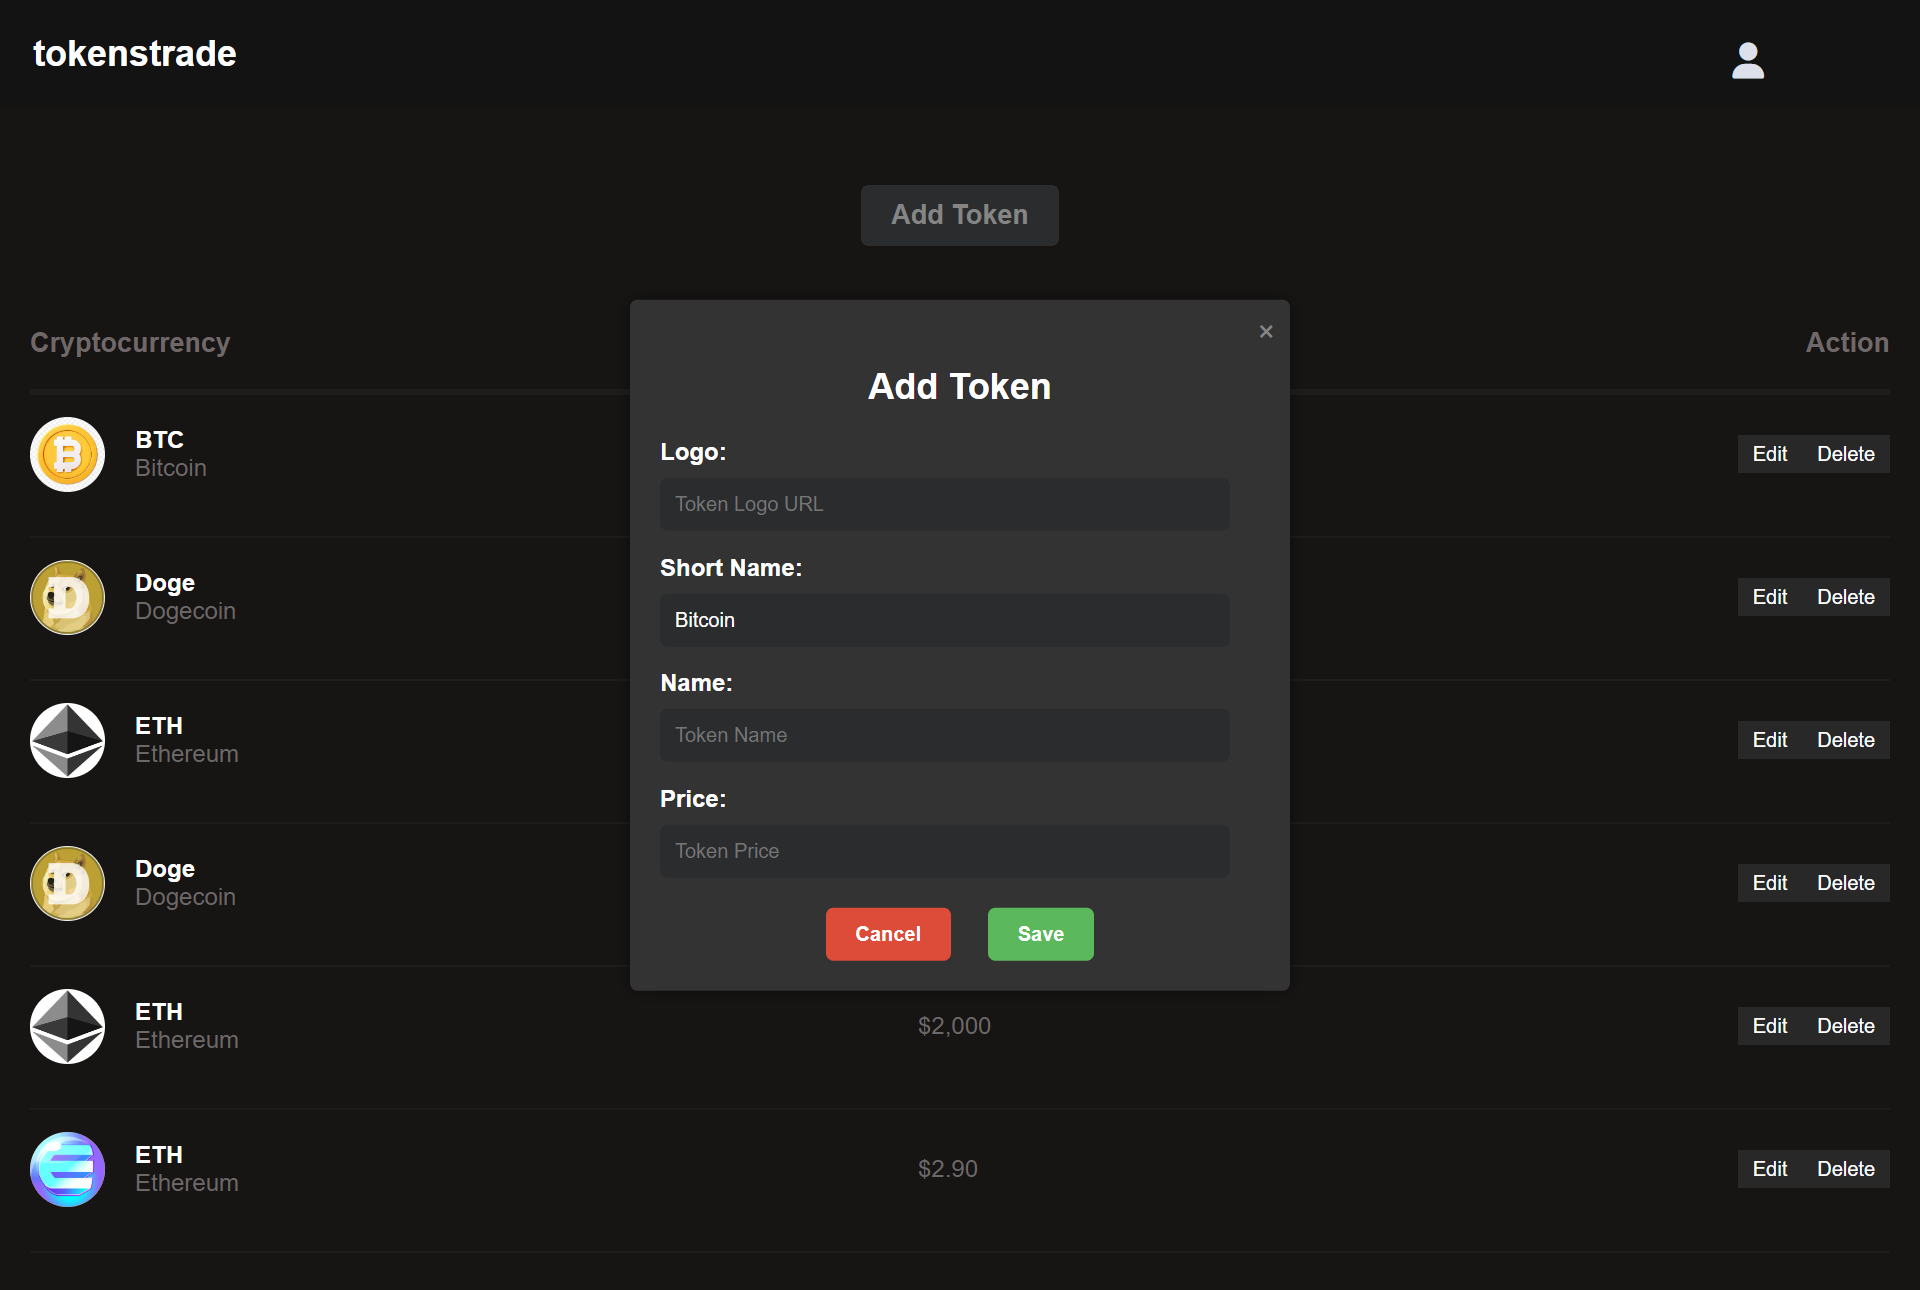 tokenstrade
Add Token
Cryptocurrency
Action
BTC
Bitcoin
Edit Delete
Doge
Dogecoin
Edit Delete
ETH
Ethereum
Edit Delete
Doge
Dogecoin
Edit Delete
ETH
Ethereum
$2,000
Edit Delete
ETH
Ethereum
$2.90
Edit Delete
×
Add Token
Logo:
Token Logo URL
Short Name:
Bitcoin
Name:
Token Name
Price:
Token Price
Cancel
Save